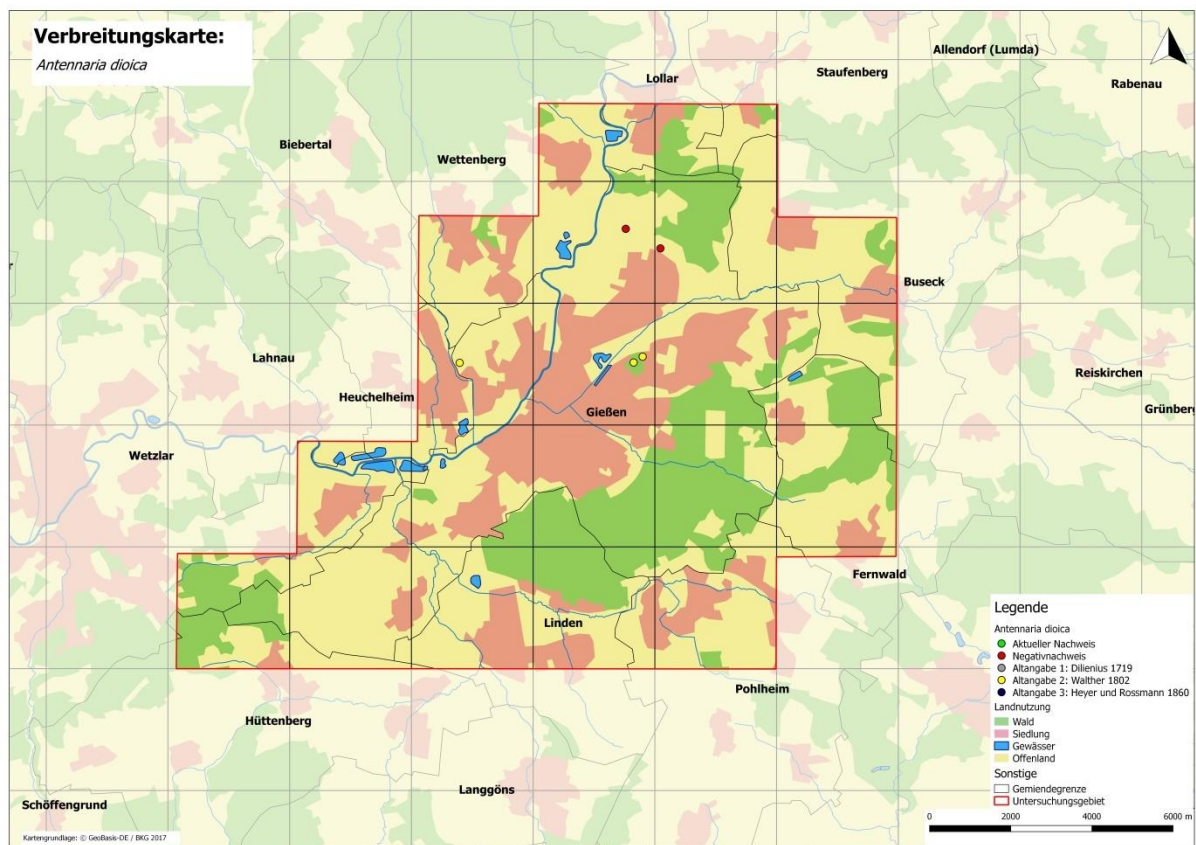 Verbreitungskarte:
Antennaria dioica
Allendorf (Lumda)
Lollar
Staufenberg
Rabenau
Biebertal
Wettenberg
Buseck
Lahnau
Reiskirchen
Heuchelheim
Grünberg
Gießen
Wetzlar
Fernwald
Linden
Pohlheim
Hüttenberg
Langgöns
Schöffengrund
Legende
Antennaria dioica
Aktueller Nachweis
Negativnachweis
Altangabe 1: Dillenius 1719
Altangabe 2: Walther 1802
Altangabe 3: Heyer und Rossmann 1860
Landnutzung
Wald
Siedlung
Gewässer
Offenland
Sonstige
Gemiendegrenze
Untersuchungsgebiet
0 2000 4000 6000 m
Kartengrundlage: © GeoBasis-DE / BKG 2017